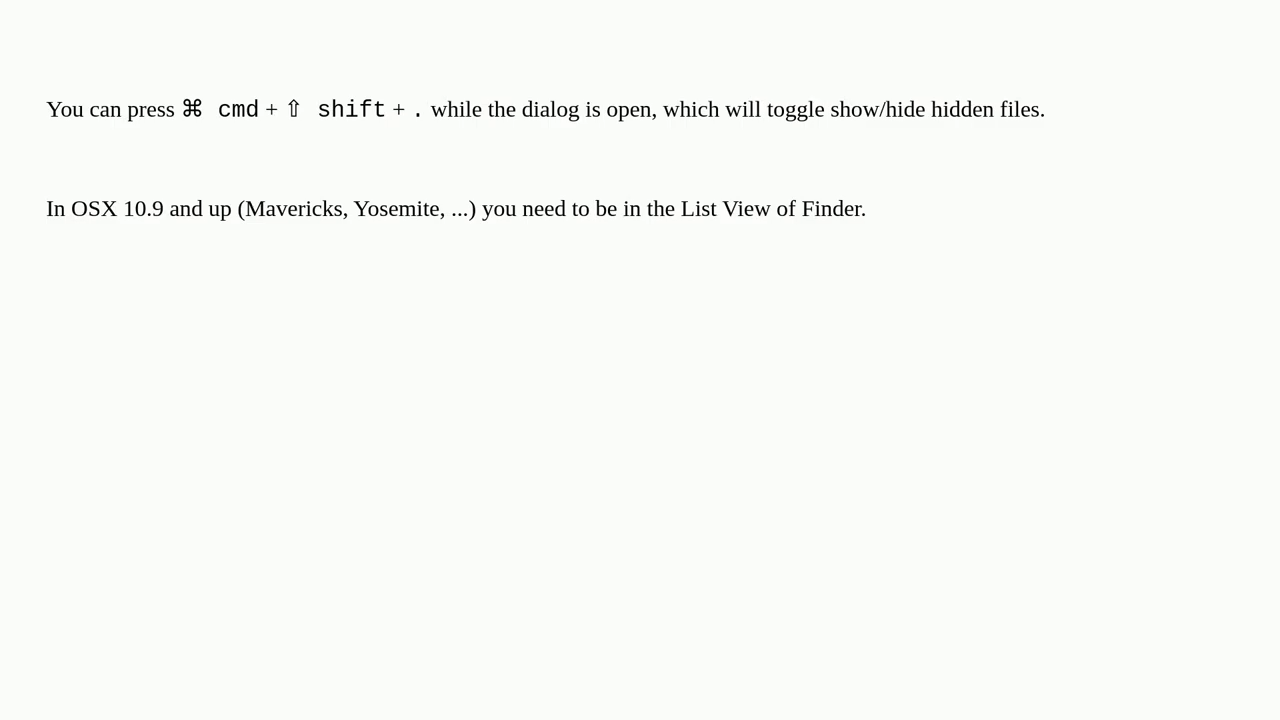 You can press ⌘ cmd + ⇧ shift + . while the dialog is open, which will toggle show/hide hidden files.
In OSX 10.9 and up (Mavericks, Yosemite, ...) you need to be in the List View of Finder.